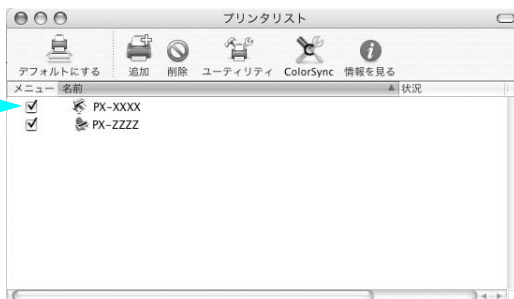 プリンタリスト
デフォルトにする 追加 削除 ユーティリティ ColorSync 情報を見る
メニュー 名前 状況
PX-XXXX
PX-ZZZZ